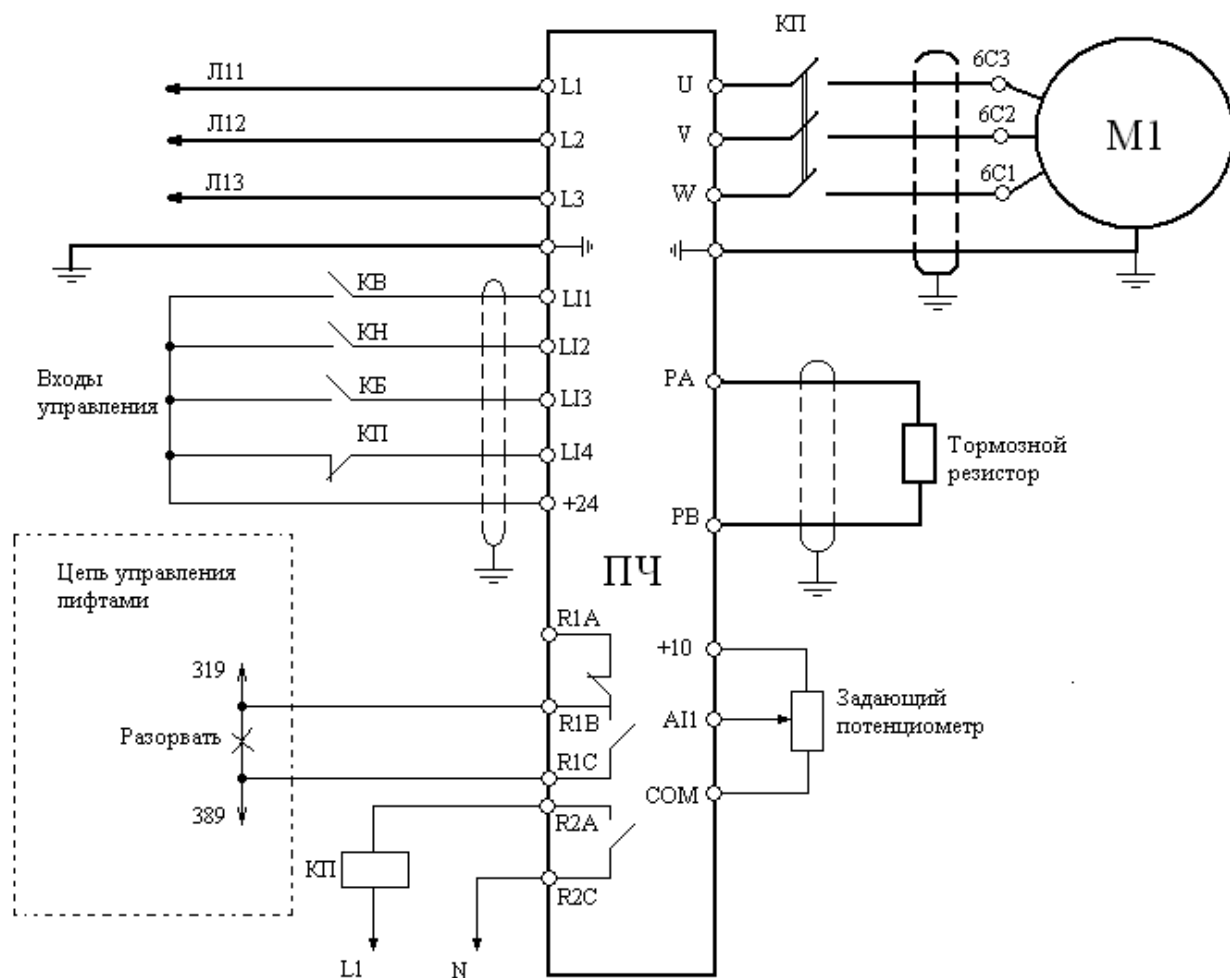 КП
Л11
L1
U
6С3
Л12
L2
V
6С2
М1
Л13
L3
W
6С1
КВ
LI1
КН
LI2
Входы
управления
КБ
LI3
КП
LI4
+24
PA
Тормозной
резистор
PB
ПЧ
Цепь управления
лифтами
319
Разорвать
389
R1A
R1B
R1C
R2A
R2C
КП
L1
N
+10
AI1
COM
Задающий
потенциометр